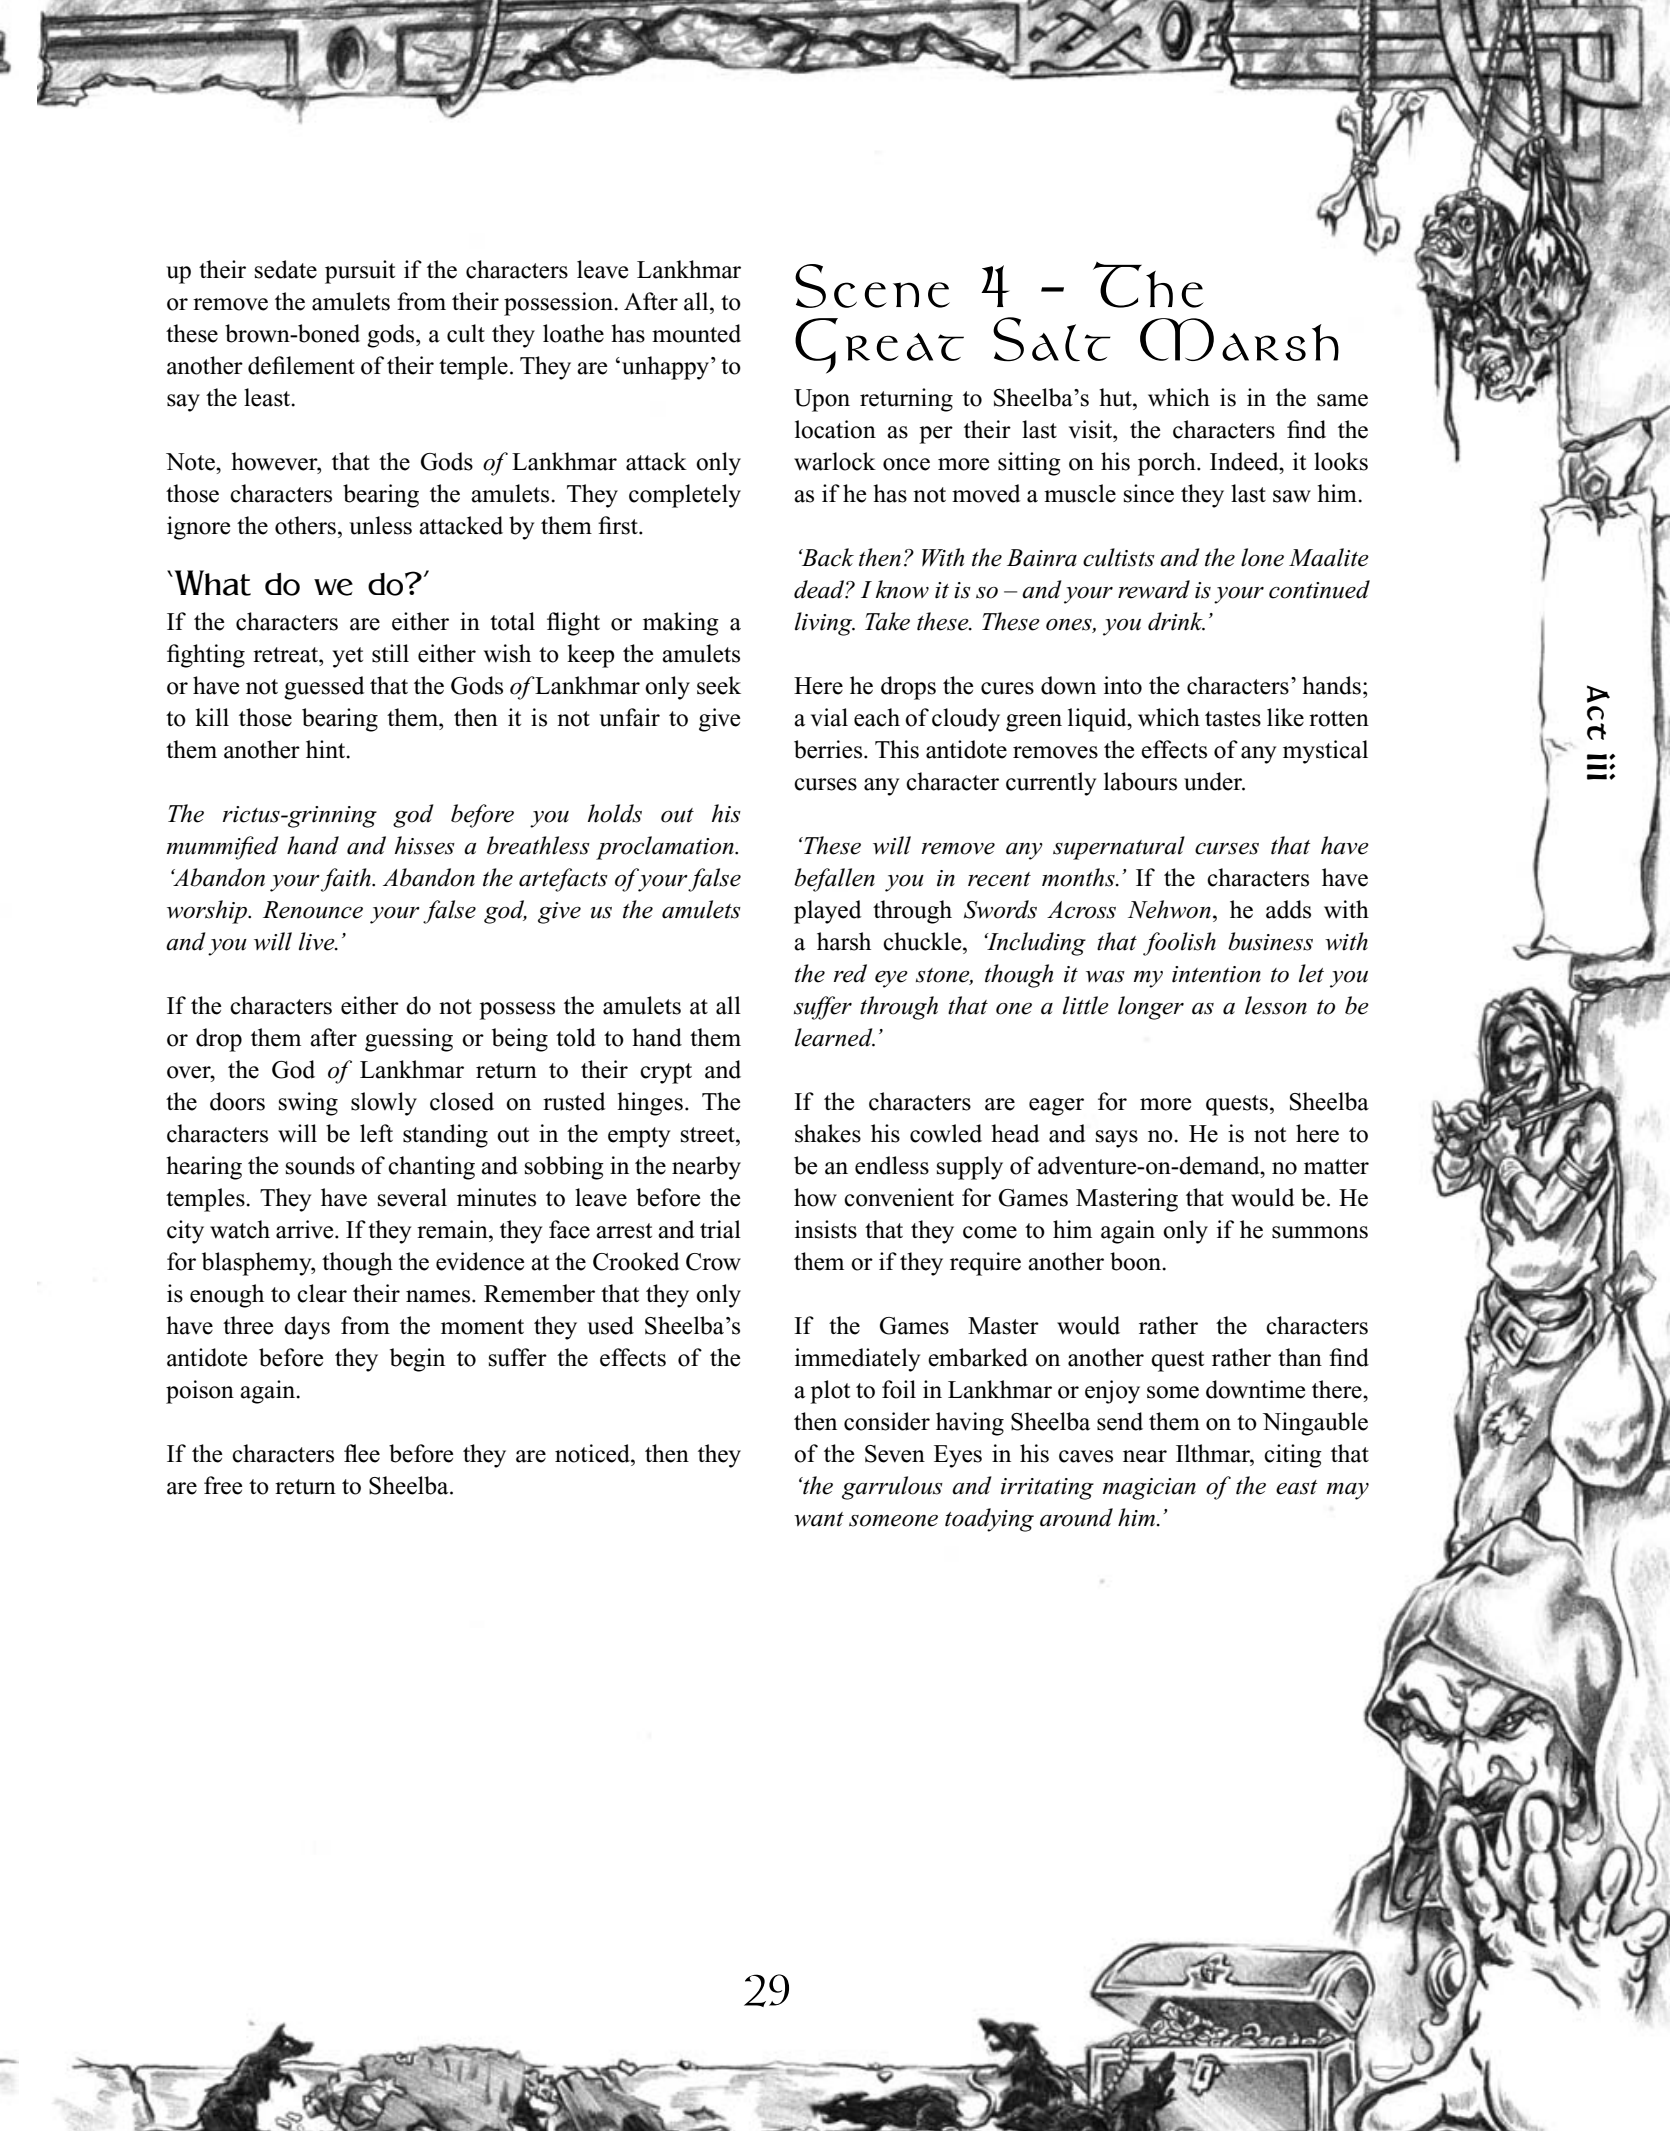 up their sedate pursuit if the characters leave Lankhmar
or remove the amulets from their possession. After all, to
these brown-boned gods, a cult they loathe has mounted
another defilement of their temple. They are ‘unhappy’ to
say the least.
Note, however, that the Gods of Lankhmar attack only
those characters bearing the amulets. They completely
ignore the others, unless attacked by them first.
‘What do we do?’
If the characters are either in total flight or making a
fighting retreat, yet still either wish to keep the amulets
or have not guessed that the Gods of Lankhmar only seek
to kill those bearing them, then it is not unfair to give
them another hint.
The rictus-grinning god before you holds out his
mummified hand and hisses a breathless proclamation.
‘Abandon your faith. Abandon the artefacts of your false
worship. Renounce your false god, give us the amulets
and you will live.’
If the characters either do not possess the amulets at all
or drop them after guessing or being told to hand them
over, the God of Lankhmar return to their crypt and
the doors swing slowly closed on rusted hinges. The
characters will be left standing out in the empty street,
hearing the sounds of chanting and sobbing in the nearby
temples. They have several minutes to leave before the
city watch arrive. If they remain, they face arrest and trial
for blasphemy, though the evidence at the Crooked Crow
is enough to clear their names. Remember that they only
have three days from the moment they used Sheelba’s
antidote before they begin to suffer the effects of the
poison again.
If the characters flee before they are noticed, then they
are free to return to Sheelba.
Scene 4 – The
Great Salt Marsh
Upon returning to Sheelba’s hut, which is in the same
location as per their last visit, the characters find the
warlock once more sitting on his porch. Indeed, it looks
as if he has not moved a muscle since they last saw him.
‘Back then? With the Bainra cultists and the lone Maalite
dead? I know it is so – and your reward is your continued
living. Take these. These ones, you drink.’
Here he drops the cures down into the characters’ hands;
a vial each of cloudy green liquid, which tastes like rotten
berries. This antidote removes the effects of any mystical
curses any character currently labours under.
‘These will remove any supernatural curses that have
befallen you in recent months.’ If the characters have
played through Swords Across Nehwon, he adds with
a harsh chuckle, ‘Including that foolish business with
the red eye stone, though it was my intention to let you
suffer through that one a little longer as a lesson to be
learned.’
If the characters are eager for more quests, Sheelba
shakes his cowled head and says no. He is not here to
be an endless supply of adventure-on-demand, no matter
how convenient for Games Mastering that would be. He
insists that they come to him again only if he summons
them or if they require another boon.
If the Games Master would rather the characters
immediately embarked on another quest rather than find
a plot to foil in Lankhmar or enjoy some downtime there,
then consider having Sheelba send them on to Ningauble
of the Seven Eyes in his caves near Ilthmar, citing that
‘the garrulous and irritating magician of the east may
want someone toadying around him.’
Act iii
29